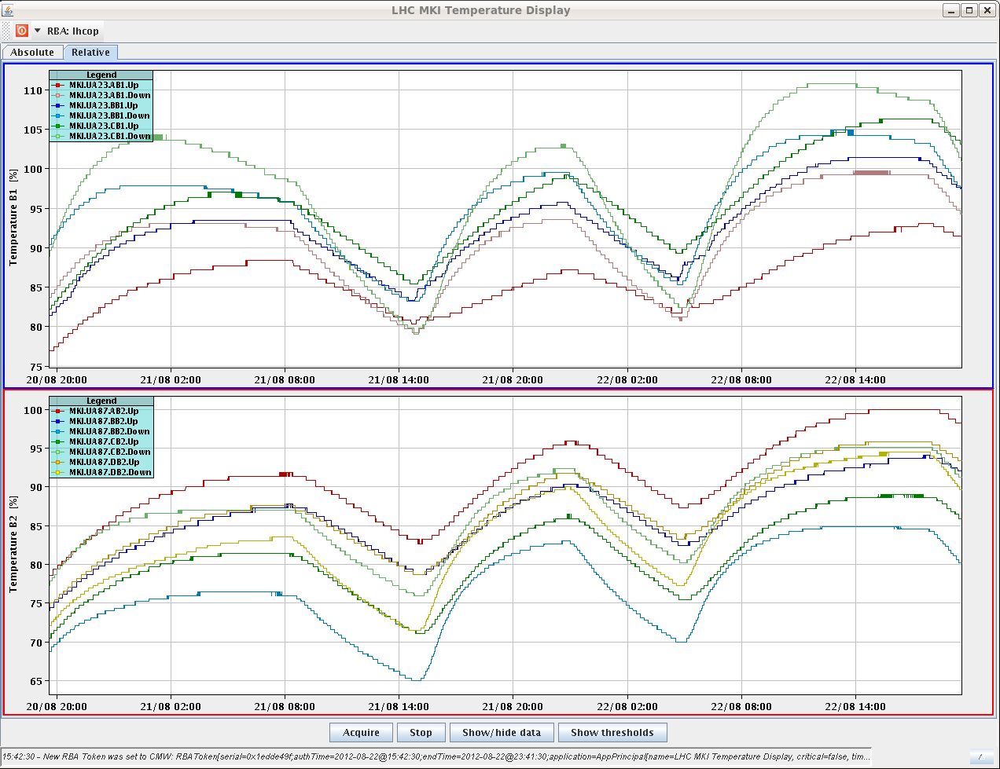 LHC MKI Temperature Display
RBA: lhcop
Absolute Relative
Legend
MKI.UA23.AB1.Up
MKI.UA23.AB1.Down
MKI.UA23.BB1.Up
MKI.UA23.BB1.Down
MKI.UA23.CB1.Up
MKI.UA23.CB1.Down
Temperature B1 [%]
110
105
100
95
90
85
80
75
20/08 20:00 21/08 02:00 21/08 08:00 21/08 14:00 21/08 20:00 22/08 02:00 22/08 08:00 22/08 14:00
Legend
MKI.UA87.AB2.Up
MKI.UA87.BB2.Up
MKI.UA87.BB2.Down
MKI.UA87.CB2.Up
MKI.UA87.CB2.Down
MKI.UA87.DB2.Up
MKI.UA87.DB2.Down
Temperature B2 [%]
100
95
90
85
80
75
70
65
20/08 20:00 21/08 02:00 21/08 08:00 21/08 14:00 21/08 20:00 22/08 02:00 22/08 08:00 22/08 14:00
Acquire Stop Show/hide data Show thresholds
15:42:30 - New RBA Token was set to CMW: RBAToken[serial=0x1edde49f;authTime=2012-08-22@15:42:30;endTime=2012-08-22@23:41:30;application=AppPrincipal[name=LHC MKI Temperature Display, critical=false, tim...